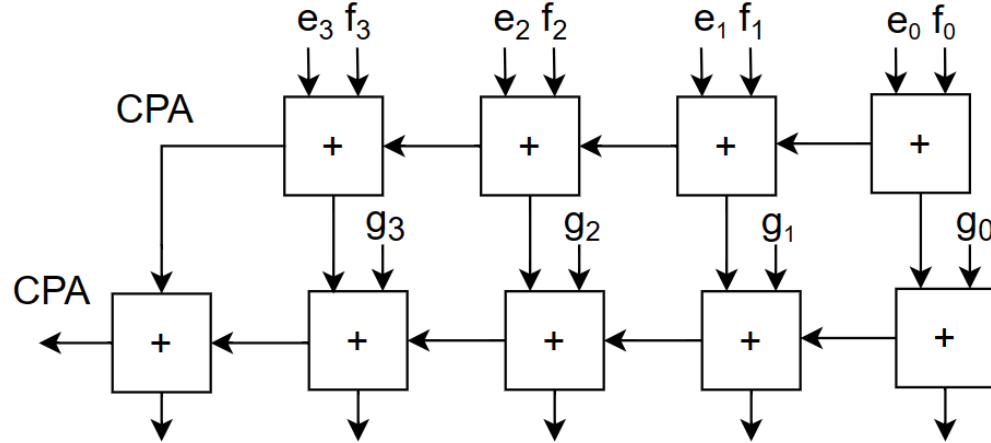 e₃ f₃ e₂ f₂ e₁ f₁ e₀ f₀
CPA
+ + + +
g₃ g₂ g₁ g₀
CPA
+ + + + +